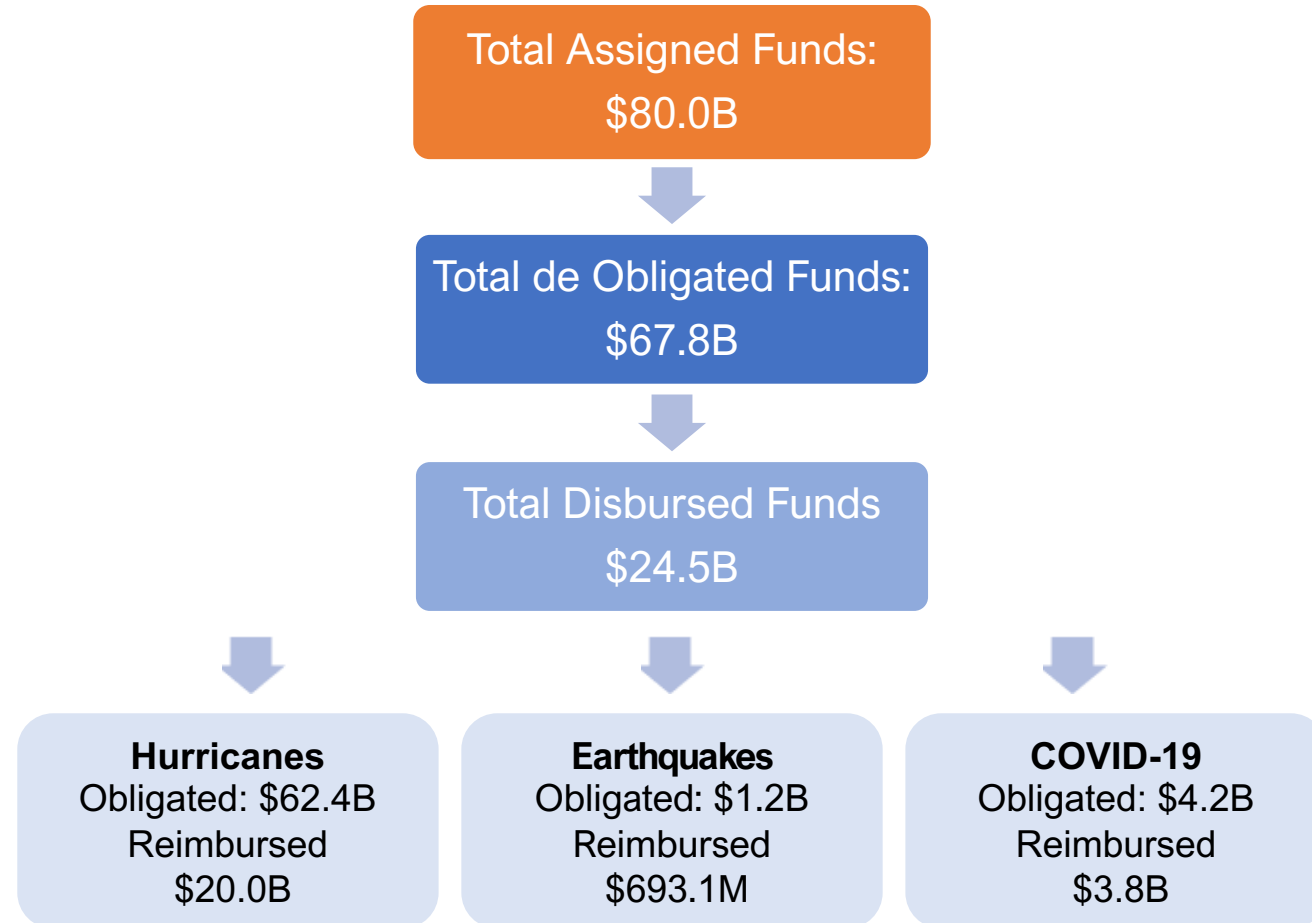 Total Assigned Funds:
$80.0B
Total de Obligated Funds:
$67.8B
Total Disbursed Funds
$24.5B
Hurricanes
Obligated: $62.4B
Reimbursed
$20.0B
Earthquakes
Obligated: $1.2B
Reimbursed
$693.1M
COVID-19
Obligated: $4.2B
Reimbursed
$3.8B